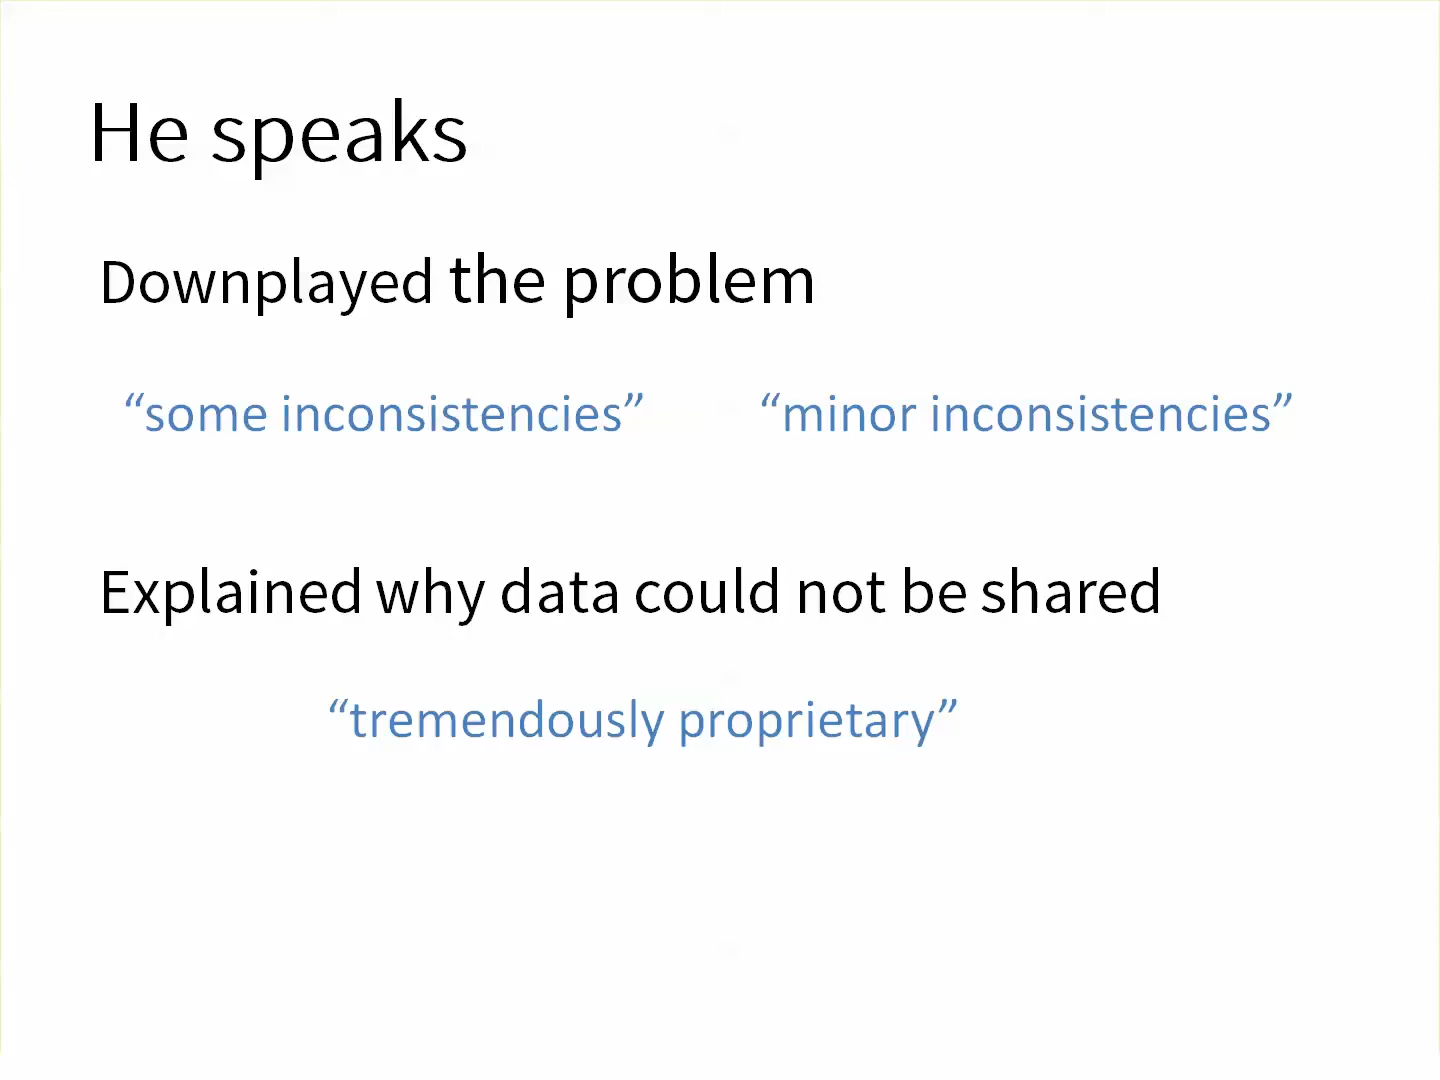 He speaks
Downplayed the problem
“some inconsistencies” “minor inconsistencies”
Explained why data could not be shared
“tremendously proprietary”